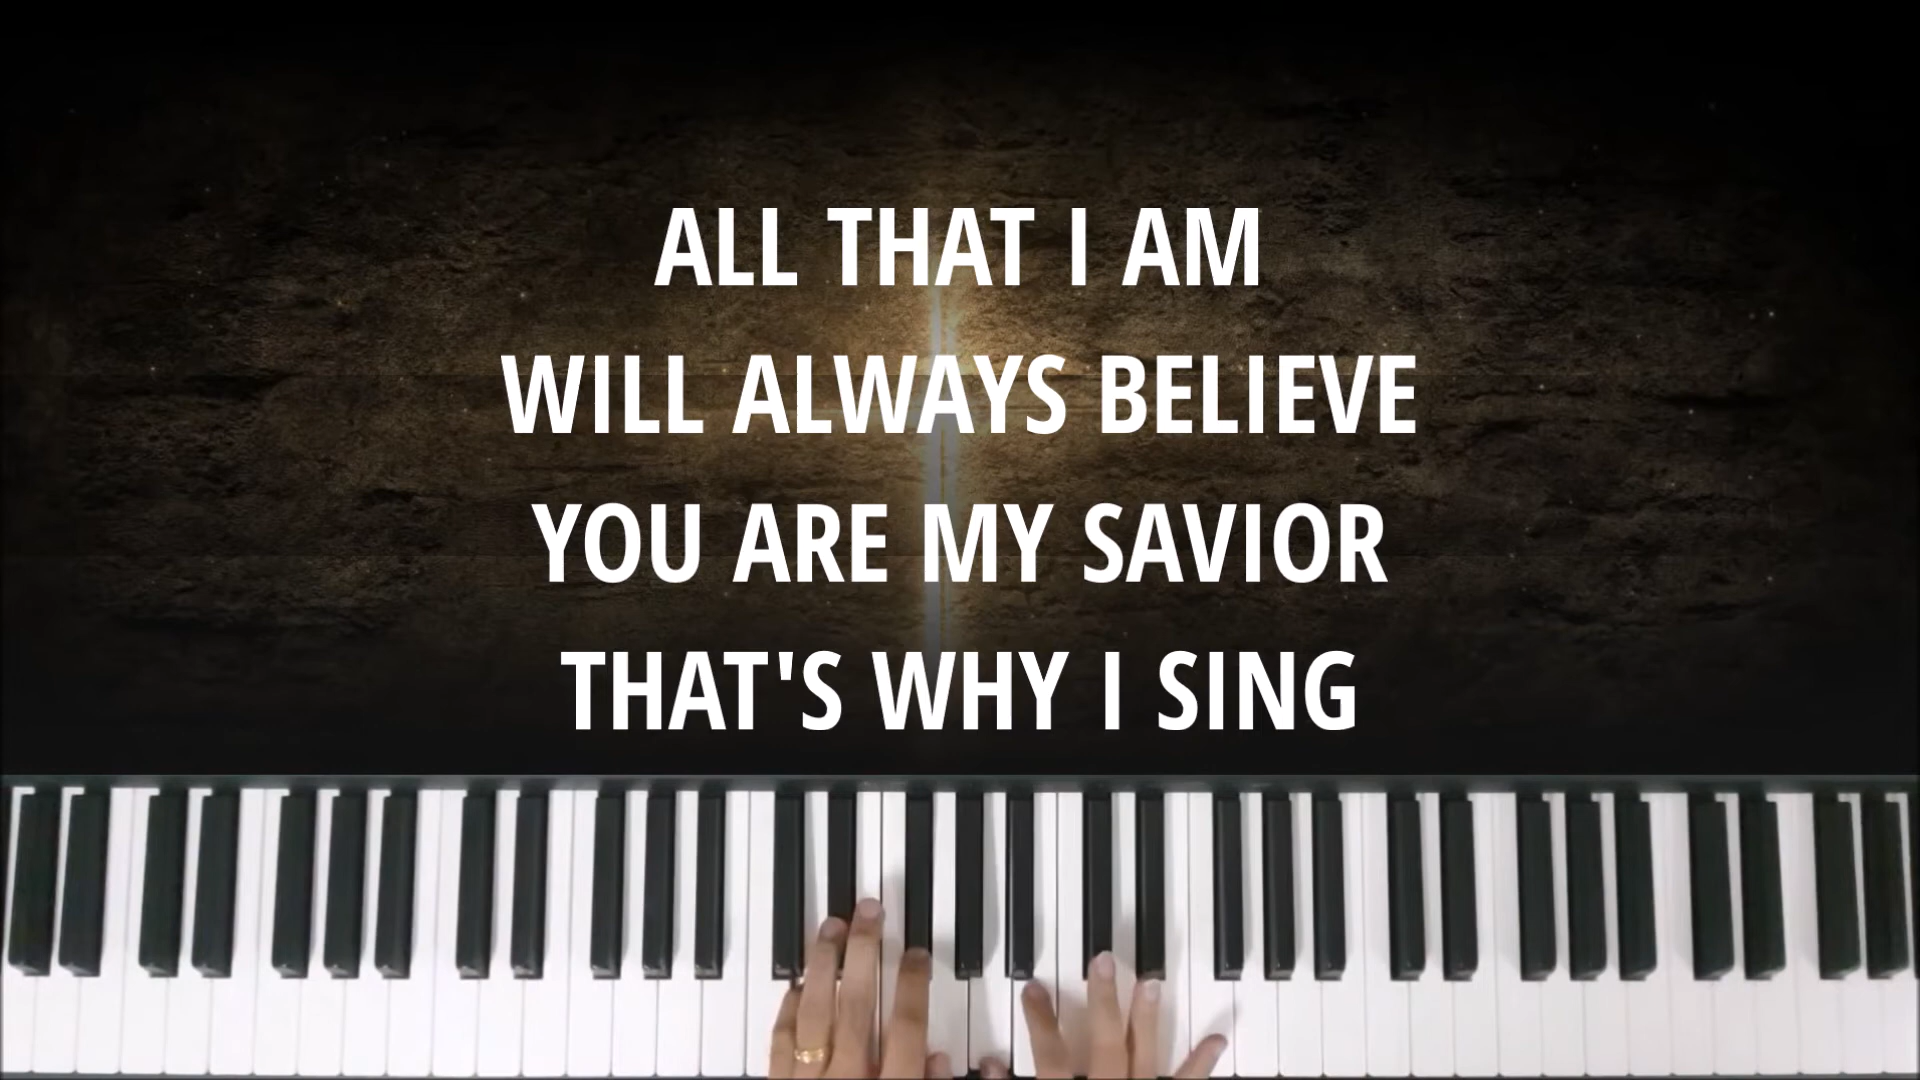 ALL THAT I AM
WILL ALWAYS BELIEVE
YOU ARE MY SAVIOR
THAT'S WHY I SING